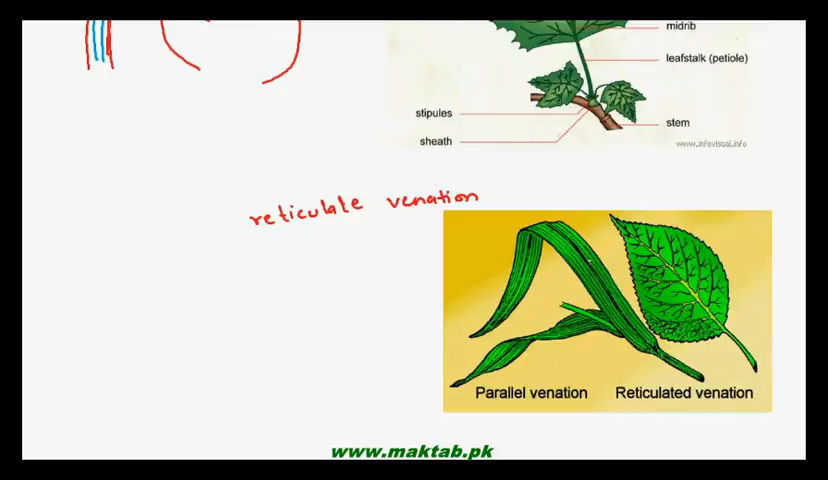 midrib
leafstalk (petiole)
stipules
stem
sheath
www.infovisual.info
reticulate venation
Parallel venation
Reticulated venation
www.maktab.pk